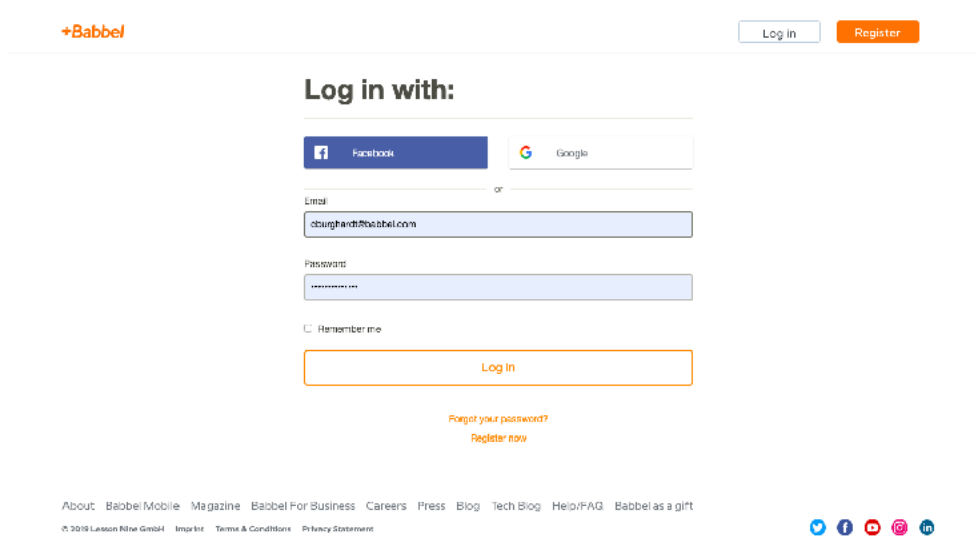 +Babbel
Log in Register
Log in with:
Facebook Google
or
Email
cburghardt@babbel.com
Password
Remember me
Log in
Forgot your password?
Register now
About Babbel Mobile Magazine Babbel For Business Careers Press Blog Tech Blog Help/FAQ Babbel as a gift
© 2019 Lesson Nine GmbH Imprint Terms & Conditions Privacy Statement